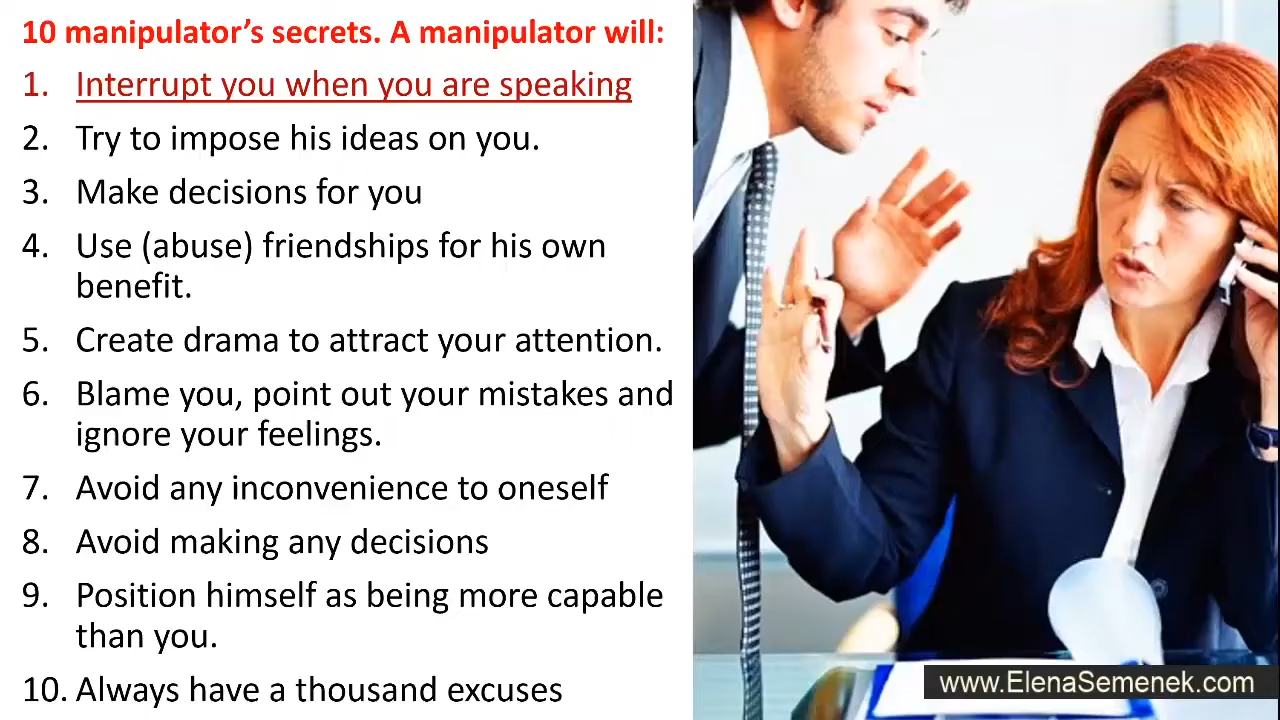 10 manipulator’s secrets. A manipulator will:
1. Interrupt you when you are speaking
2. Try to impose his ideas on you.
3. Make decisions for you
4. Use (abuse) friendships for his own
benefit.
5. Create drama to attract your attention.
6. Blame you, point out your mistakes and
ignore your feelings.
7. Avoid any inconvenience to oneself
8. Avoid making any decisions
9. Position himself as being more capable
than you.
10. Always have a thousand excuses
www.ElenaSemenek.com